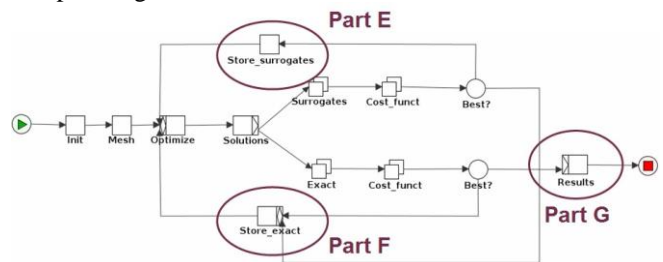 Part E
Store_surrogates
Surrogates
Cost_funct
Best?
Init
Mesh
Optimize
Solutions
Exact
Cost_funct
Best?
Results
Part G
Store_exact
Part F